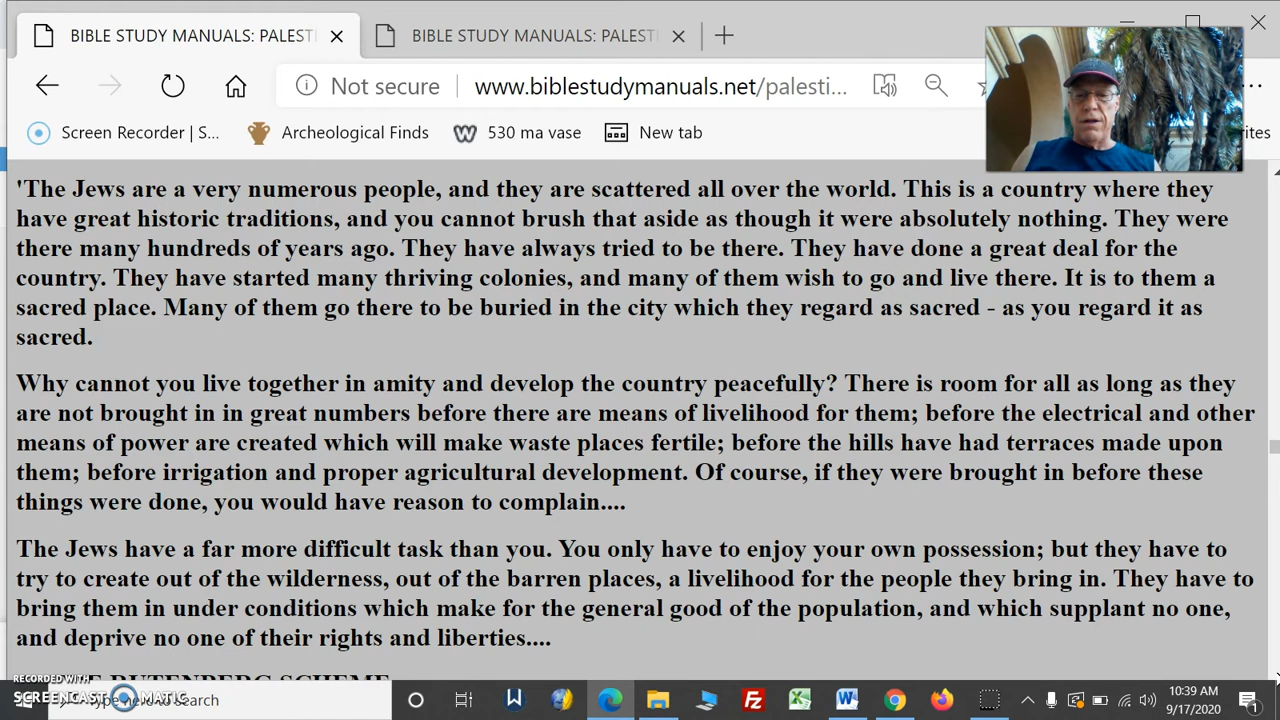 BIBLE STUDY MANUALS: PALEST
BIBLE STUDY MANUALS: PALEST
Not secure
www.biblestudymanuals.net/palesti...
Screen Recorder | S...
Archeological Finds
530 ma vase
New tab
'The Jews are a very numerous people, and they are scattered all over the world. This is a country where they
have great historic traditions, and you cannot brush that aside as though it were absolutely nothing. They were
there many hundreds of years ago. They have always tried to be there. They have done a great deal for the
country. They have started many thriving colonies, and many of them wish to go and live there. It is to them a
sacred place. Many of them go there to be buried in the city which they regard as sacred - as you regard it as
sacred.
Why cannot you live together in amity and develop the country peacefully? There is room for all as long as they
are not brought in in great numbers before there are means of livelihood for them; before the electrical and other
means of power are created which will make waste places fertile; before the hills have had terraces made upon
them; before irrigation and proper agricultural development. Of course, if they were brought in before these
things were done, you would have reason to complain....
The Jews have a far more difficult task than you. You only have to enjoy your own possession; but they have to
try to create out of the wilderness, out of the barren places, a livelihood for the people they bring in. They have to
bring them in under conditions which make for the general good of the population, and which supplant no one,
and deprive no one of their rights and liberties....
RUTENBERG SCHEME
RECORDED WITH
SCREENCAST MATIC
Type here to search
10:39 AM
9/17/2020
1